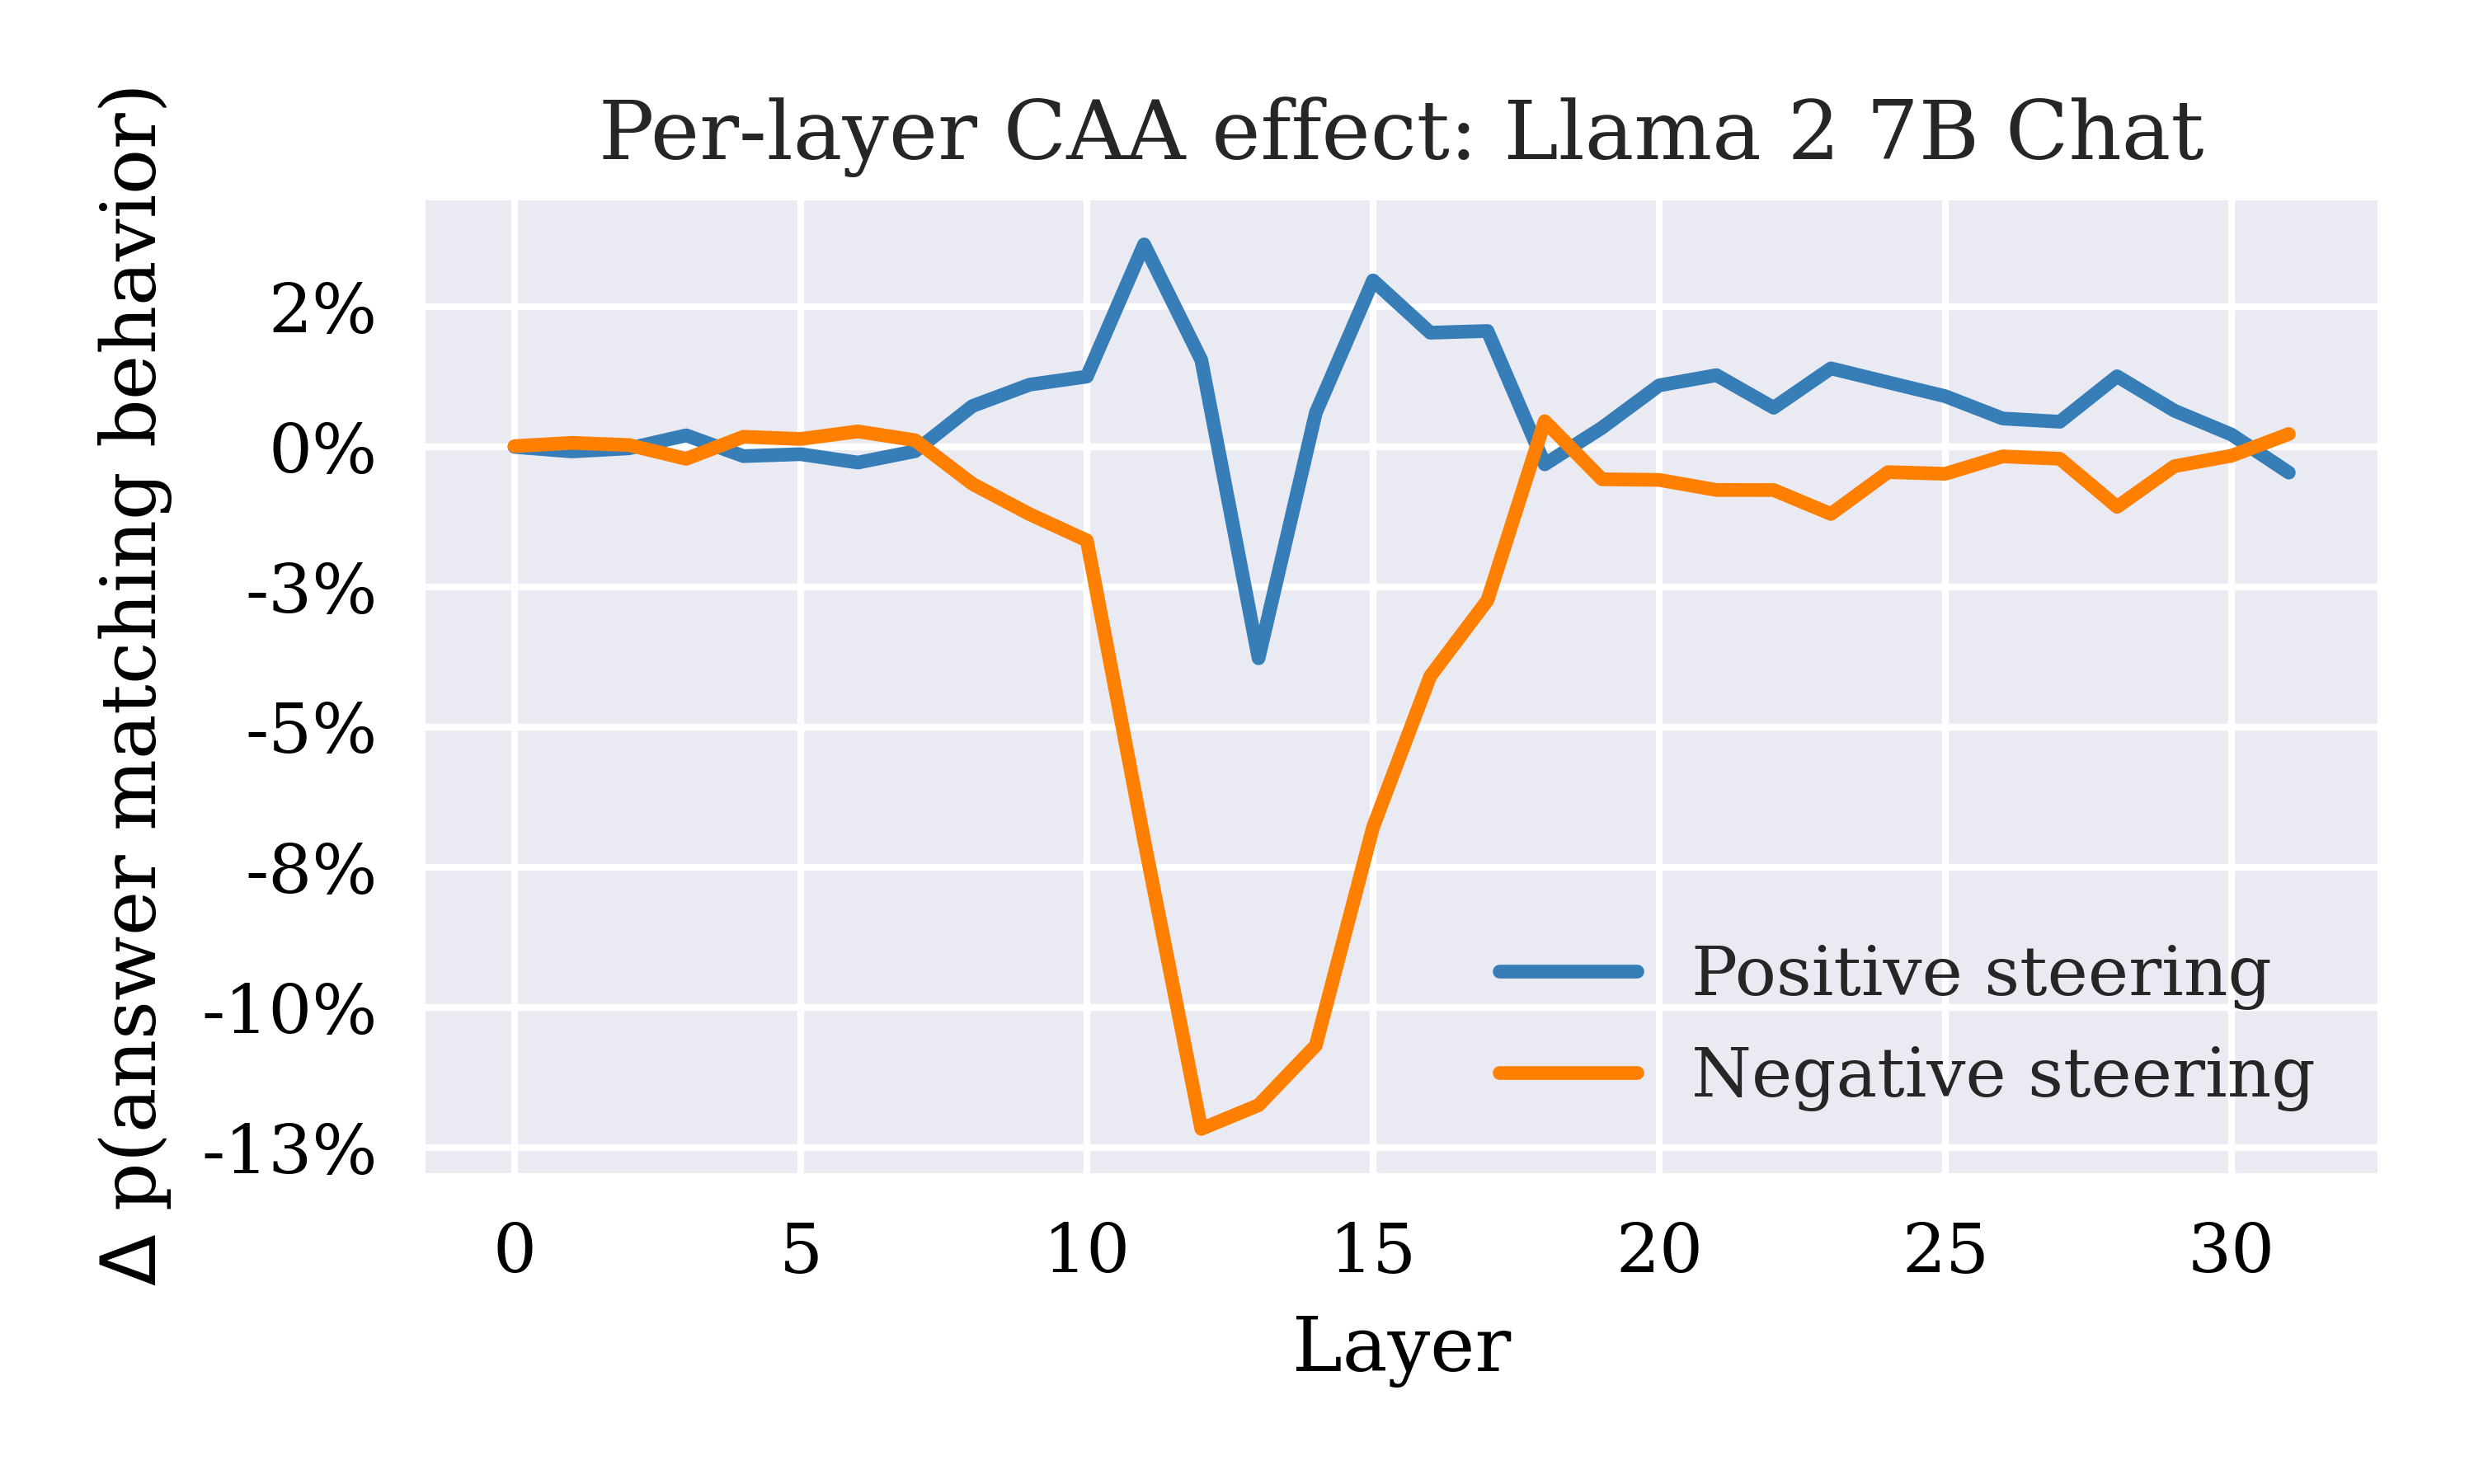 Per-layer CAA effect: Llama 2 7B Chat
Δ p(answer matching behavior)
2%
0%
-3%
-5%
-8%
-10%
-13%
Positive steering
Negative steering
0 5 10 15 20 25 30
Layer